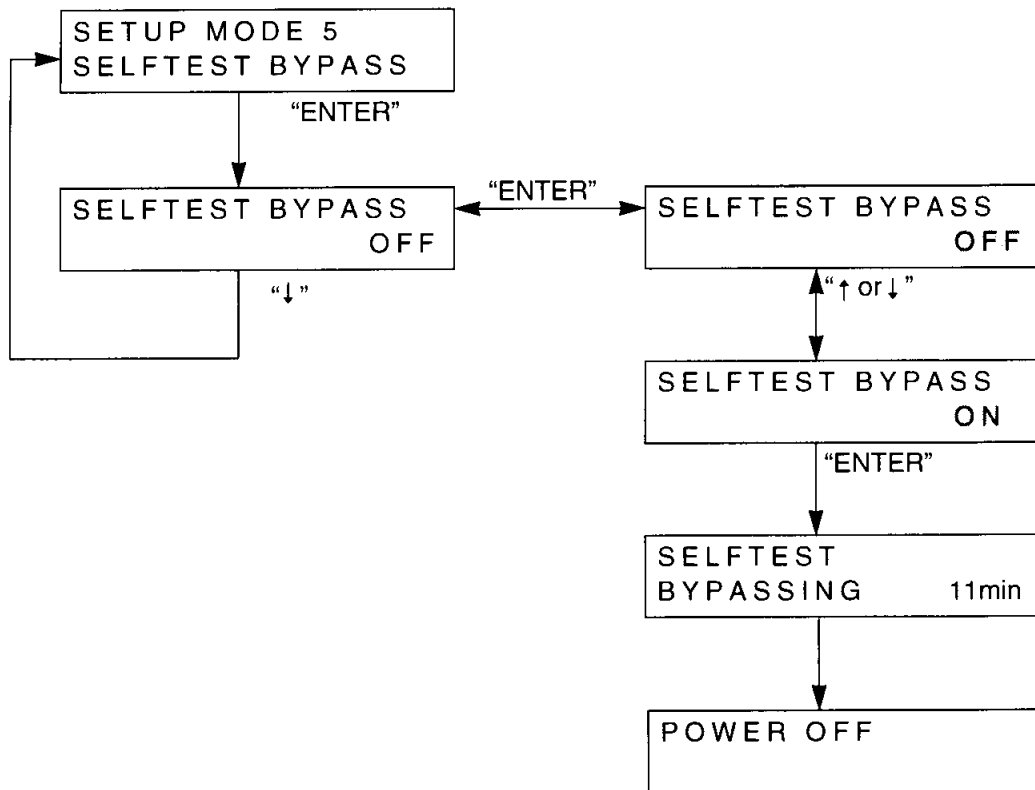 SETUP MODE 5
SELFTEST BYPASS
“ENTER”
SELFTEST BYPASS
OFF
“↓”
“ENTER”
SELFTEST BYPASS
OFF
“↑ or ↓”
SELFTEST BYPASS
ON
“ENTER”
SELFTEST
BYPASSING 11min
POWER OFF